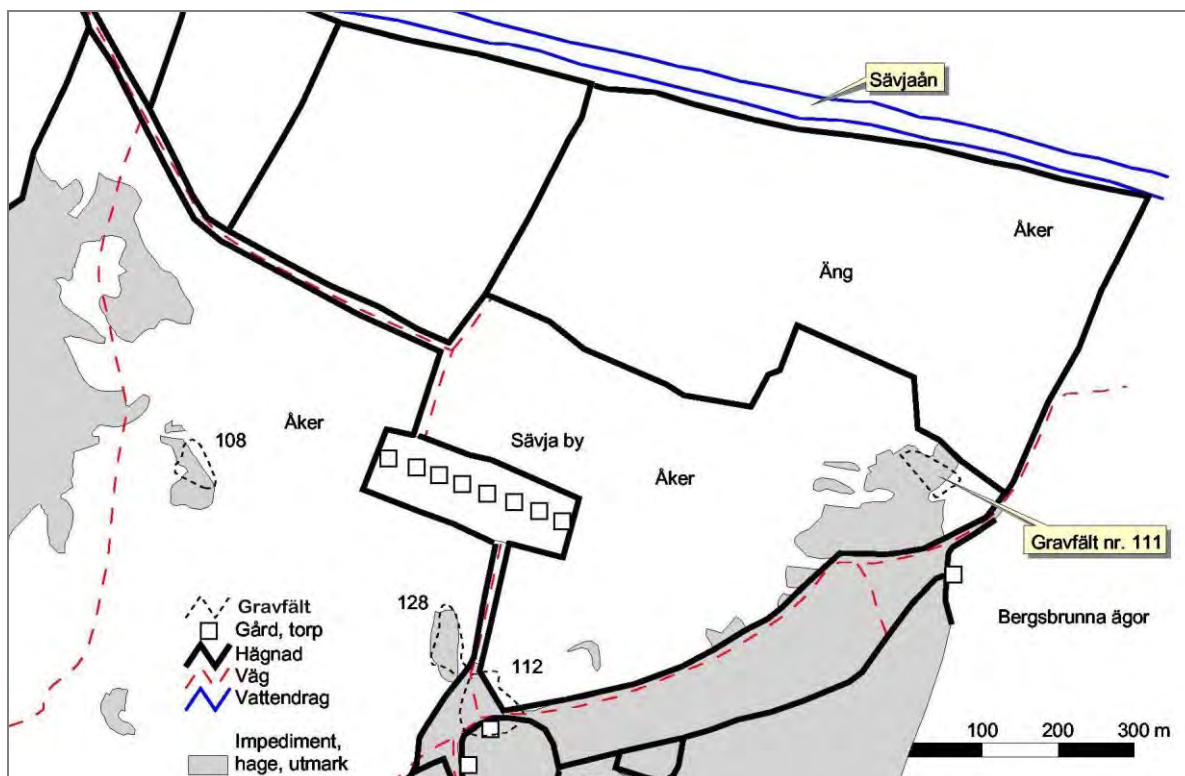 Sävjaån
Åker
Äng
108
Åker
Sävja by
Åker
Gravfält nr. 111
128
112
Bergsbrunna ägor
Gravfält
Gård, torp
Hägnad
Väg
Vattendrag
Impediment,
hage, utmark
100 200 300 m